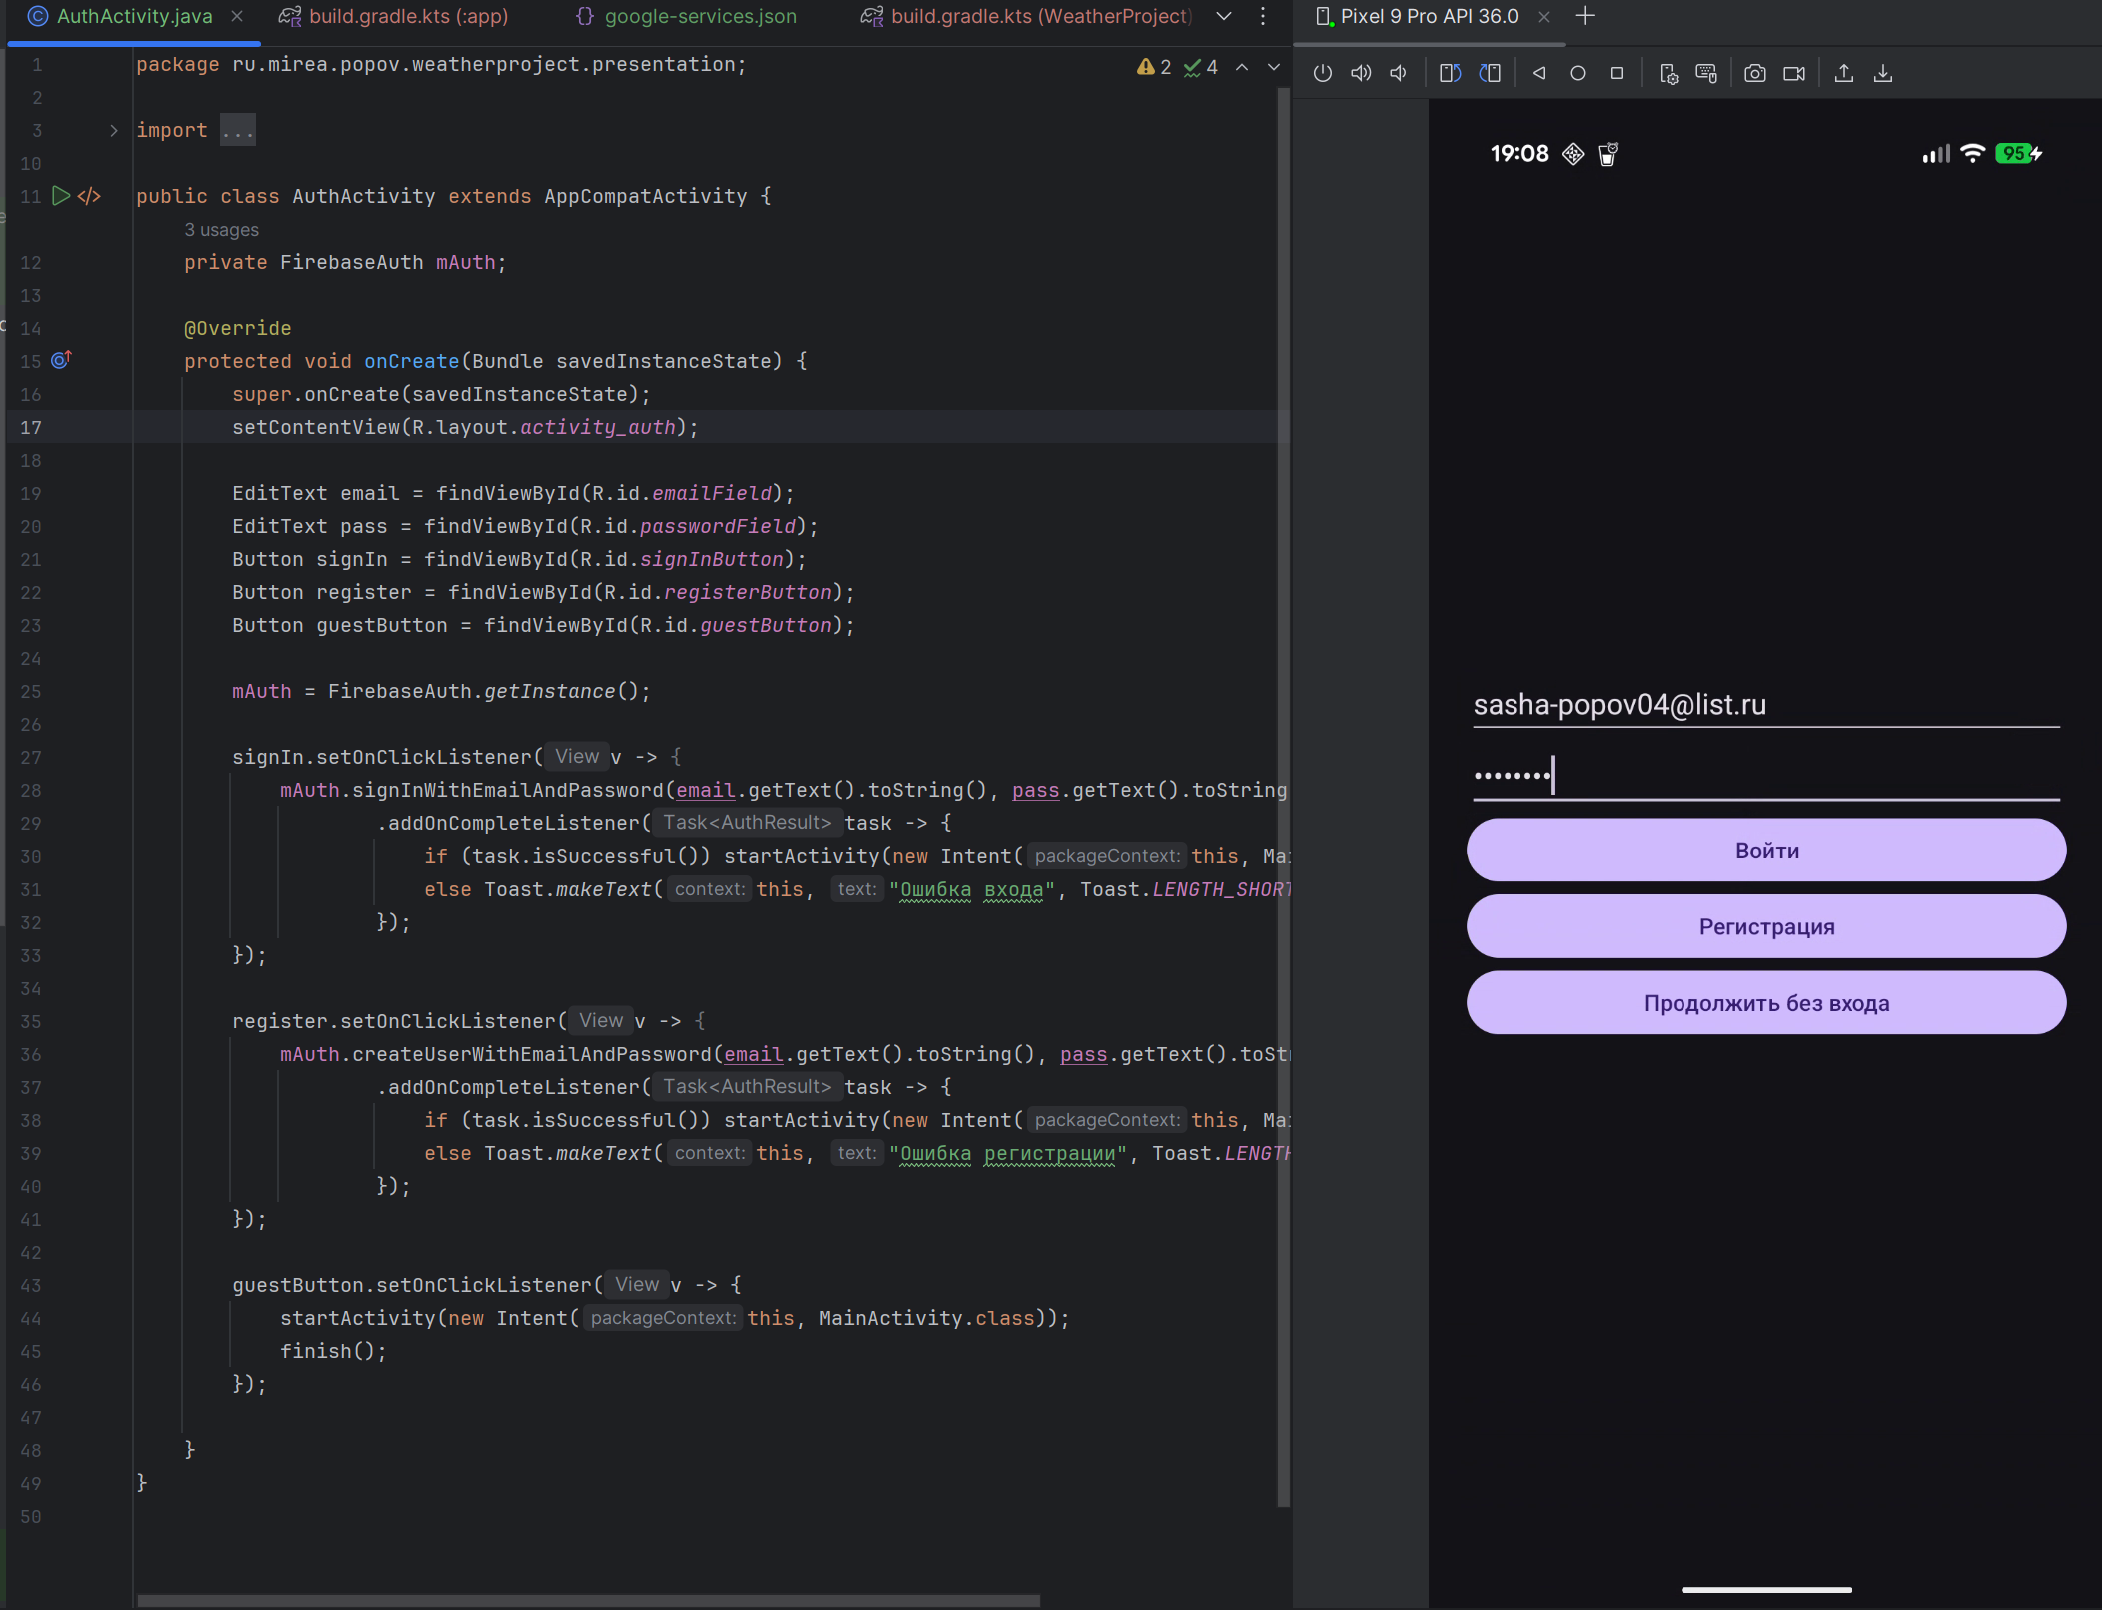 AuthActivity.java
build.gradle.kts (:app)
{} google-services.json
build.gradle.kts (WeatherProject)
Pixel 9 Pro API 36.0
2 4
1 package ru.mirea.popov.weatherproject.presentation;
2
3 import ...
10
11 public class AuthActivity extends AppCompatActivity {
3 usages
12 private FirebaseAuth mAuth;
13
14 @Override
15 protected void onCreate(Bundle savedInstanceState) {
16 super.onCreate(savedInstanceState);
17 setContentView(R.layout.activity_auth);
18
19 EditText email = findViewById(R.id.emailField);
20 EditText pass = findViewById(R.id.passwordField);
21 Button signIn = findViewById(R.id.signInButton);
22 Button register = findViewById(R.id.registerButton);
23 Button guestButton = findViewById(R.id.guestButton);
24
25 mAuth = FirebaseAuth.getInstance();
26
27 signIn.setOnClickListener( View v -> {
28 mAuth.signInWithEmailAndPassword(email.getText().toString(), pass.getText().toString
29 .addOnCompleteListener( Task<AuthResult> task -> {
30 if (task.isSuccessful()) startActivity(new Intent( packageContext: this, Mai
31 else Toast.makeText( context: this, text: "Ошибка входа", Toast.LENGTH_SHORT
32 });
33 });
34
35 register.setOnClickListener( View v -> {
36 mAuth.createUserWithEmailAndPassword(email.getText().toString(), pass.getText().toStr
37 .addOnCompleteListener( Task<AuthResult> task -> {
38 if (task.isSuccessful()) startActivity(new Intent( packageContext: this, Mai
39 else Toast.makeText( context: this, text: "Ошибка регистрации", Toast.LENGTH
40 });
41 });
42
43 guestButton.setOnClickListener( View v -> {
44 startActivity(new Intent( packageContext: this, MainActivity.class));
45 finish();
46 });
47
48 }
49 }
50
19:08
95
sasha-popov04@list.ru
••••••••
Войти
Регистрация
Продолжить без входа